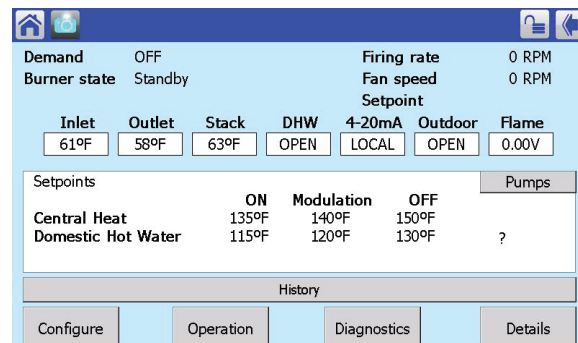 Demand OFF Firing rate 0 RPM
Burner state Standby Fan speed 0 RPM
Setpoint
Inlet Outlet Stack DHW 4-20mA Outdoor Flame
61ºF 58ºF 63ºF OPEN LOCAL OPEN 0.00V
Setpoints Pumps
ON Modulation OFF
Central Heat 135ºF 140ºF 150ºF
Domestic Hot Water 115ºF 120ºF 130ºF ?
History
Configure Operation Diagnostics Details